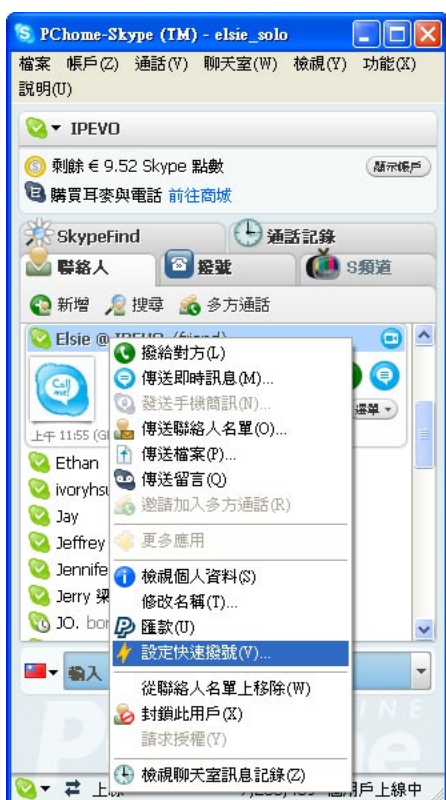 PChome-Skype (TM) - elsie_solo
檔案 帳戶(Z) 通話(V) 聊天室(W) 檢視(Y) 功能(X)
說明(U)
IPEVO
剩餘 € 9.52 Skype 點數 顯示帳戶
購買耳麥與電話 前往商城
SkypeFind 通話記錄
聯絡人 撥號 S頻道
新增 搜尋 多方通話
Elsie @ IPEVO (friend)
Call me!
撥給對方(L)
傳送即時訊息(M)...
發送手機簡訊(N)...
選單
上午 11:55
傳送聯絡人名單(O)...
Ethan
傳送檔案(P)...
ivoryhsu
傳送留言(Q)
Jay
邀請加入多方通話(R)
Jeffrey
更多應用
Jennife
檢視個人資料(S)
Jerry 梁
修改名稱(T)...
JO.
匯款(U)
設定快速撥號(V)...
輸入
從聯絡人名單上移除(W)
封鎖此用戶(X)
請求授權(Y)
檢視聊天室訊息記錄(Z)
上線 用戶上線中